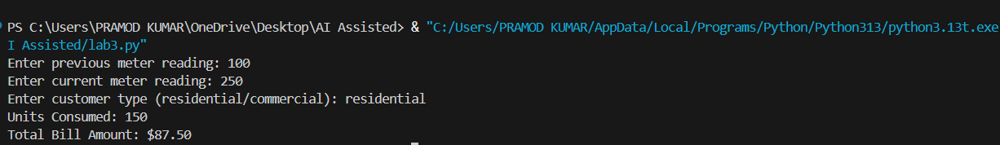 PS C:\Users\PRAMOD KUMAR\OneDrive\Desktop\AI Assisted> & "C:/Users/PRAMOD KUMAR/AppData/Local/Programs/Python/Python313/python3.13t.exe
I Assisted/lab3.py"
Enter previous meter reading: 100
Enter current meter reading: 250
Enter customer type (residential/commercial): residential
Units Consumed: 150
Total Bill Amount: $87.50